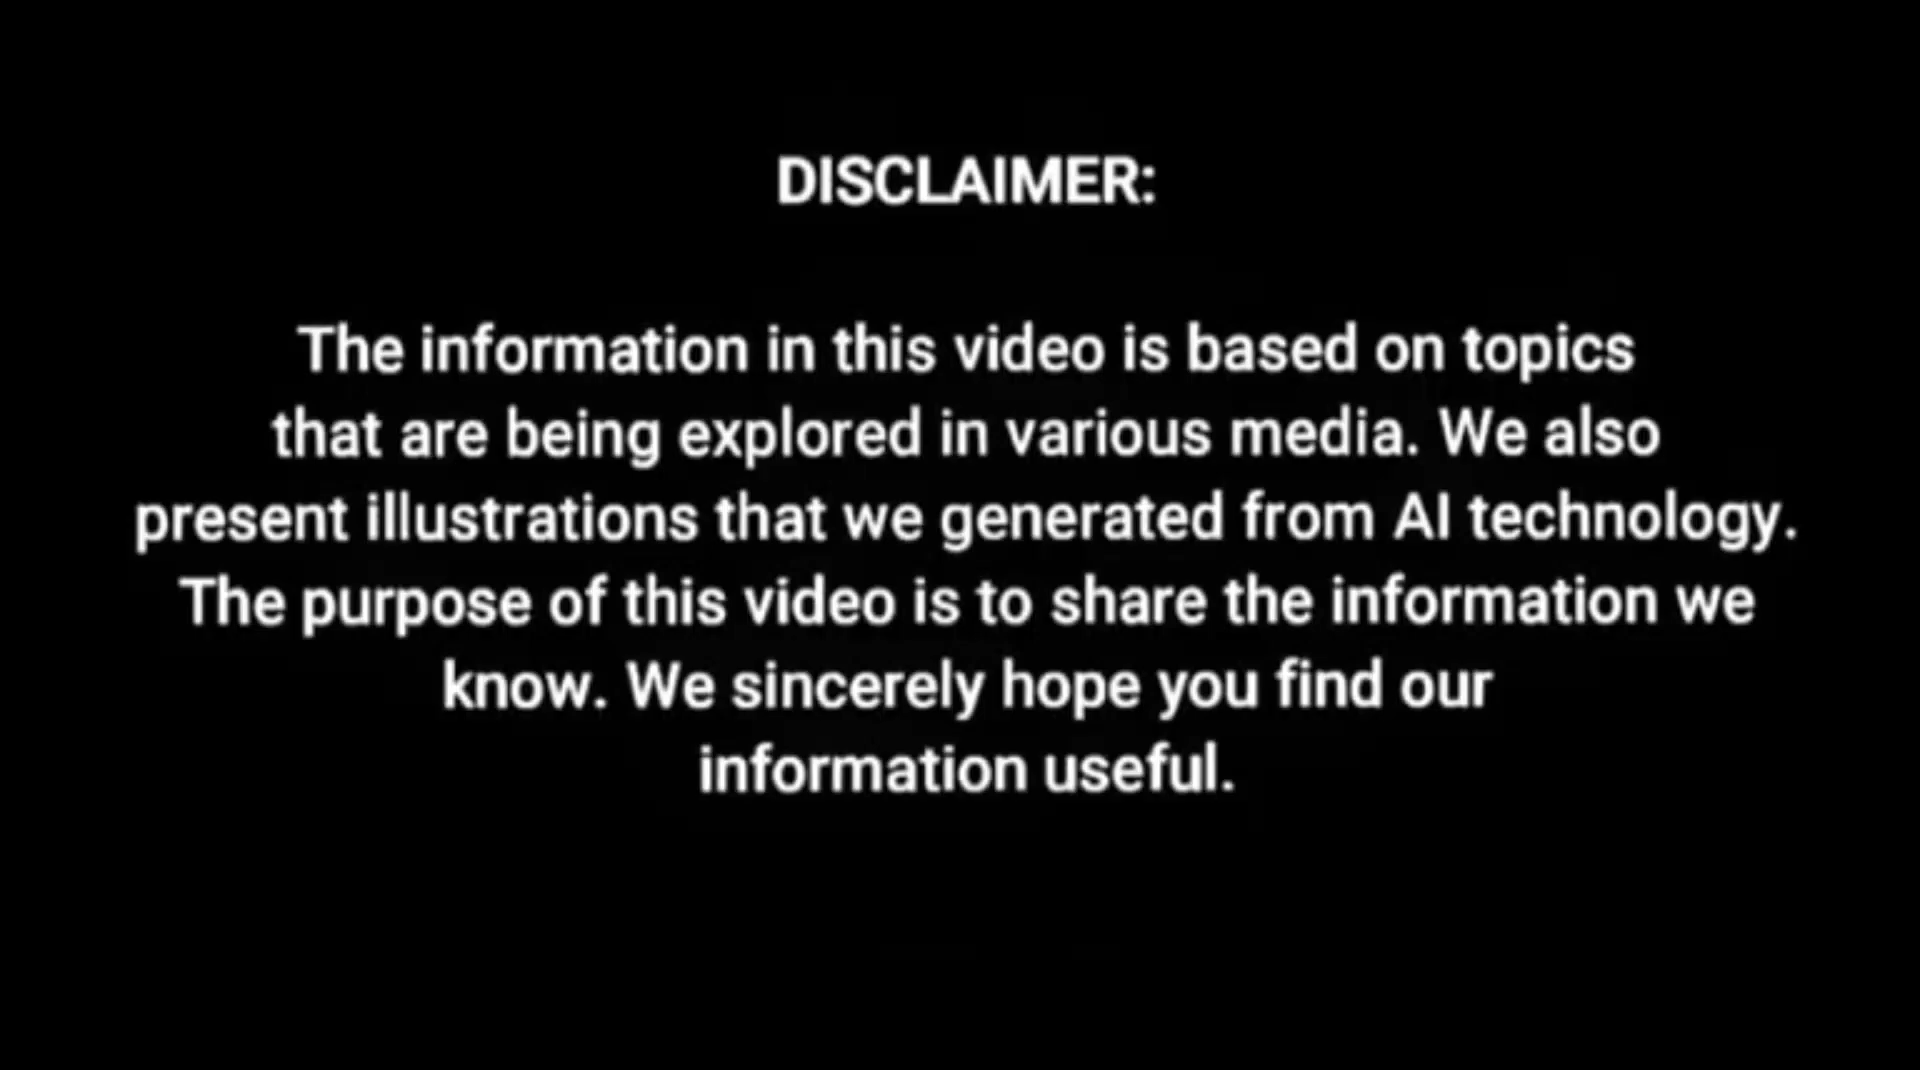 DISCLAIMER:
The information in this video is based on topics
that are being explored in various media. We also
present illustrations that we generated from AI technology.
The purpose of this video is to share the information we
know. We sincerely hope you find our
information useful.